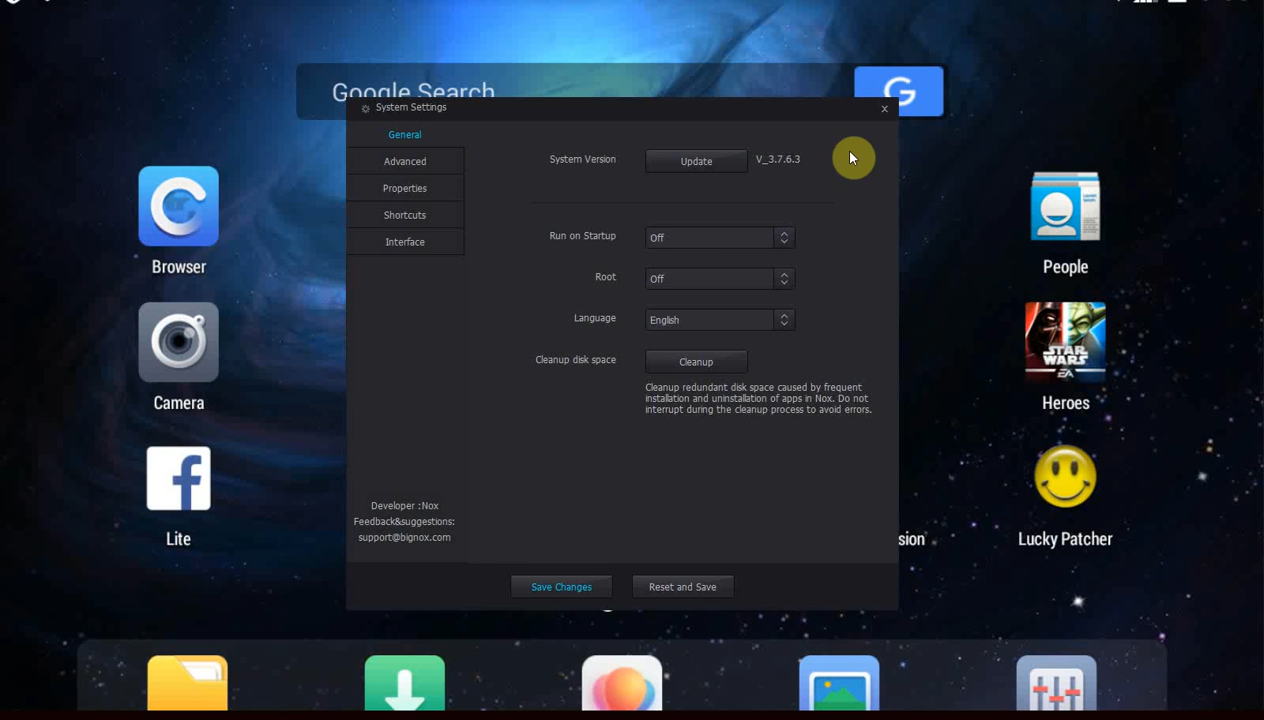 Google Search
G
System Settings
x
General
Advanced
Properties
Shortcuts
Interface
System Version
Update
V_3.7.6.3
Run on Startup
Off
Root
Off
Language
English
Cleanup disk space
Cleanup
Cleanup redundant disk space caused by frequent
installation and uninstallation of apps in Nox. Do not
interrupt during the cleanup process to avoid errors.
Developer :Nox
Feedback&suggestions:
support@bignox.com
Save Changes
Reset and Save
Browser
Camera
f
Lite
People
STAR
WARS
EA
Heroes
sion
Lucky Patcher